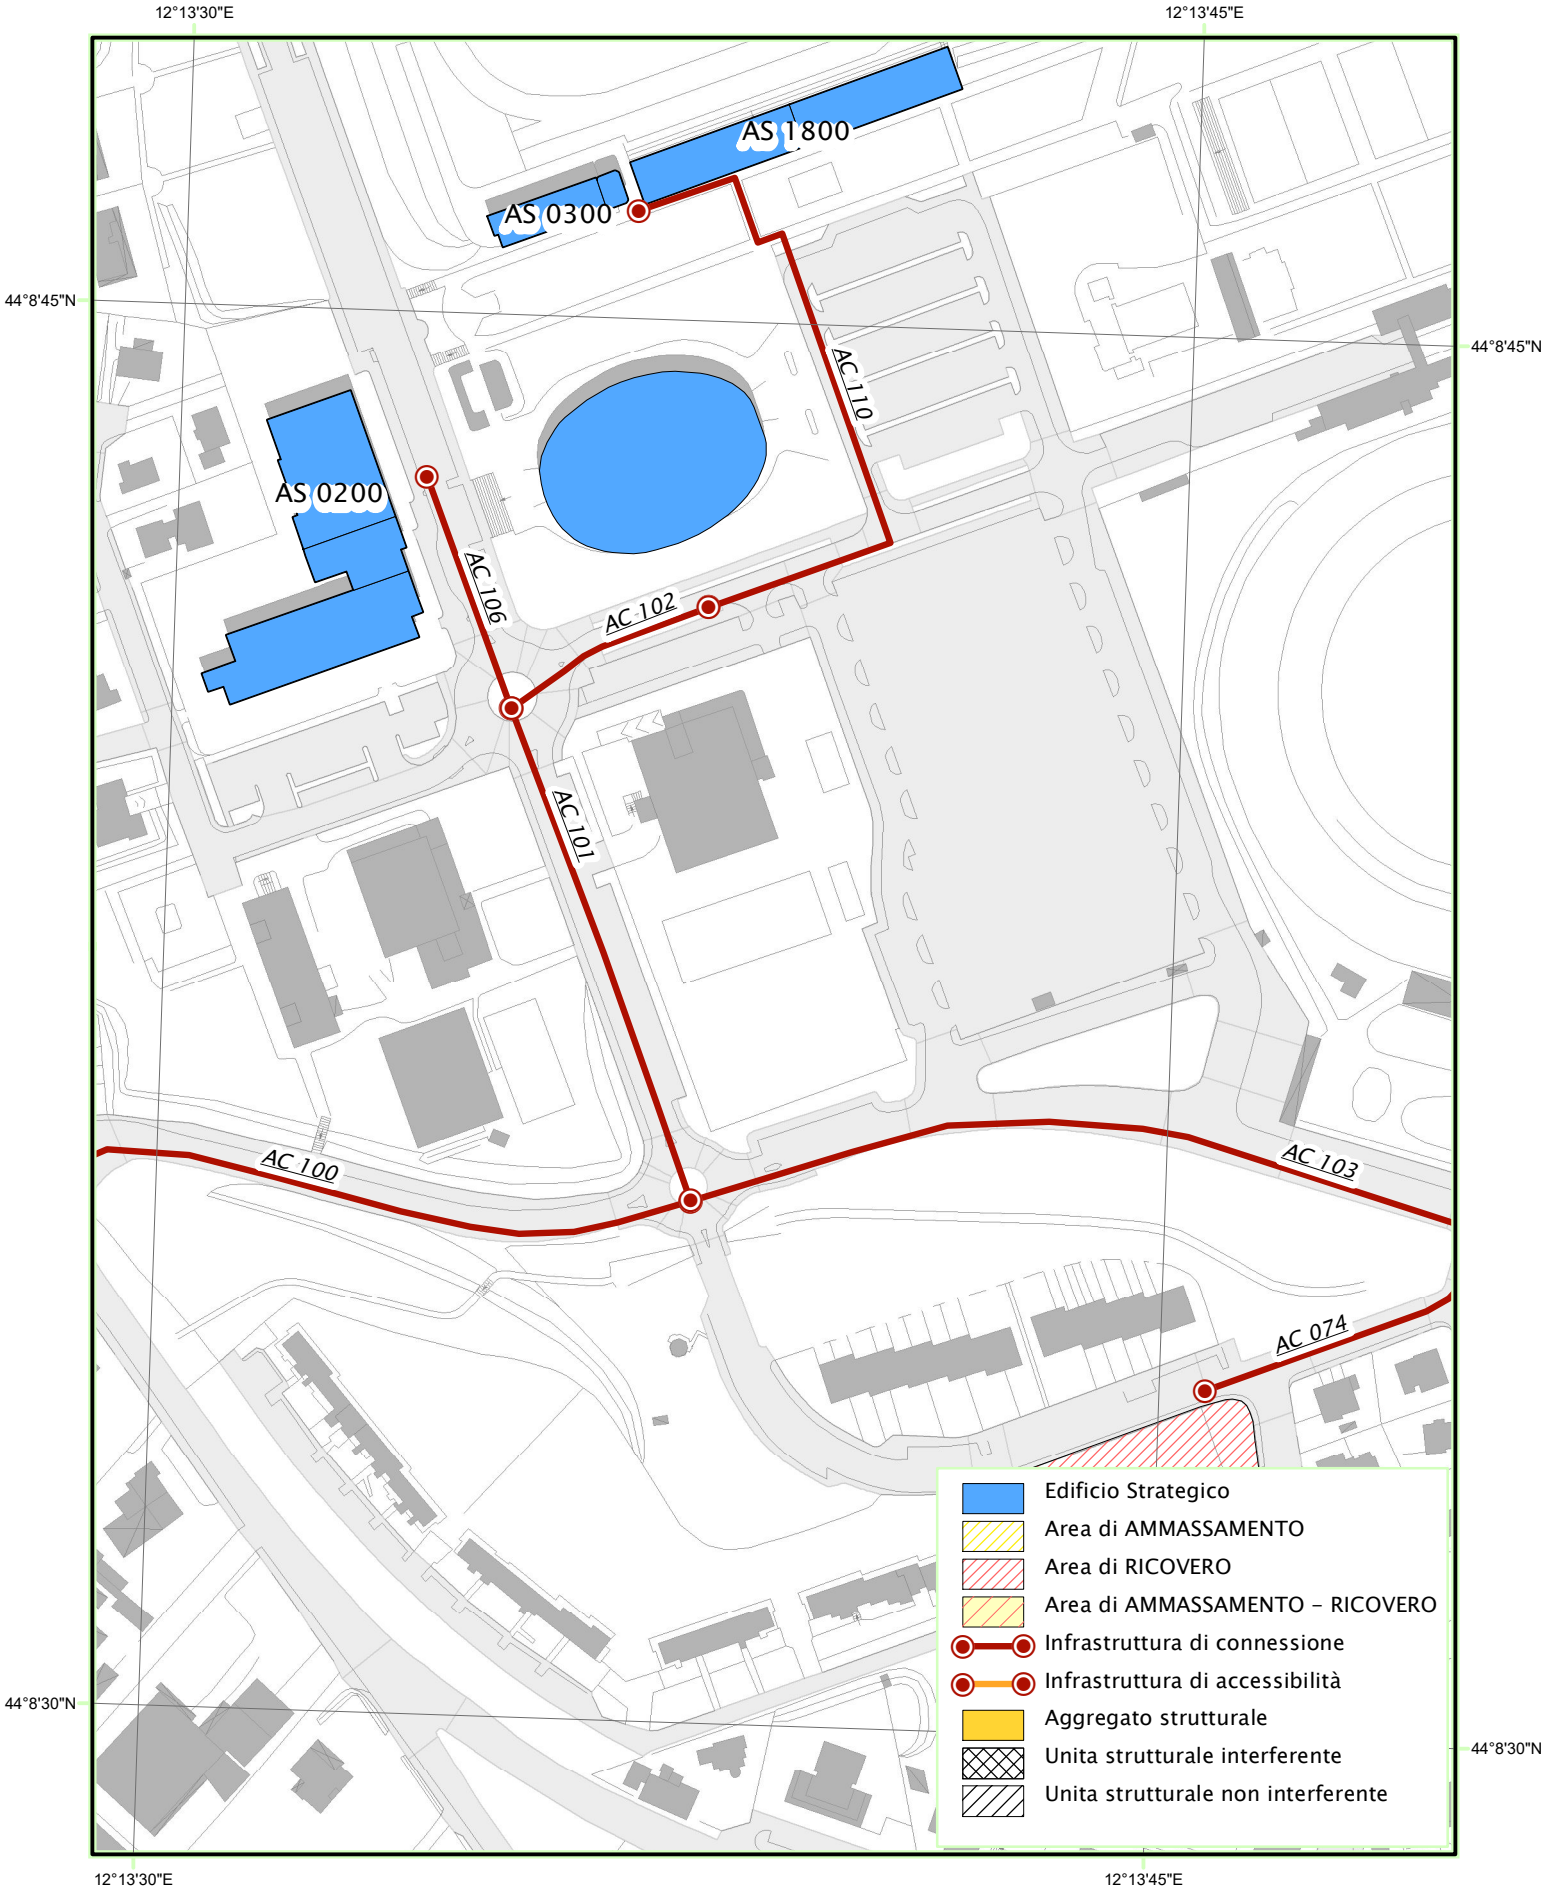 12°13'30"E
12°13'45"E
AS 1800
AS 0300
44°8'45"N
44°8'45"N
AC 110
AS 0200
AC 106
AC 102
AC 101
AC 100
AC 103
AC 074
Edificio Strategico
Area di AMMASSAMENTO
Area di RICOVERO
Area di AMMASSAMENTO - RICOVERO
Infrastruttura di connessione
Infrastruttura di accessibilità
Aggregato strutturale
Unita strutturale interferente
Unita strutturale non interferente
44°8'30"N
44°8'30"N
12°13'30"E
12°13'45"E